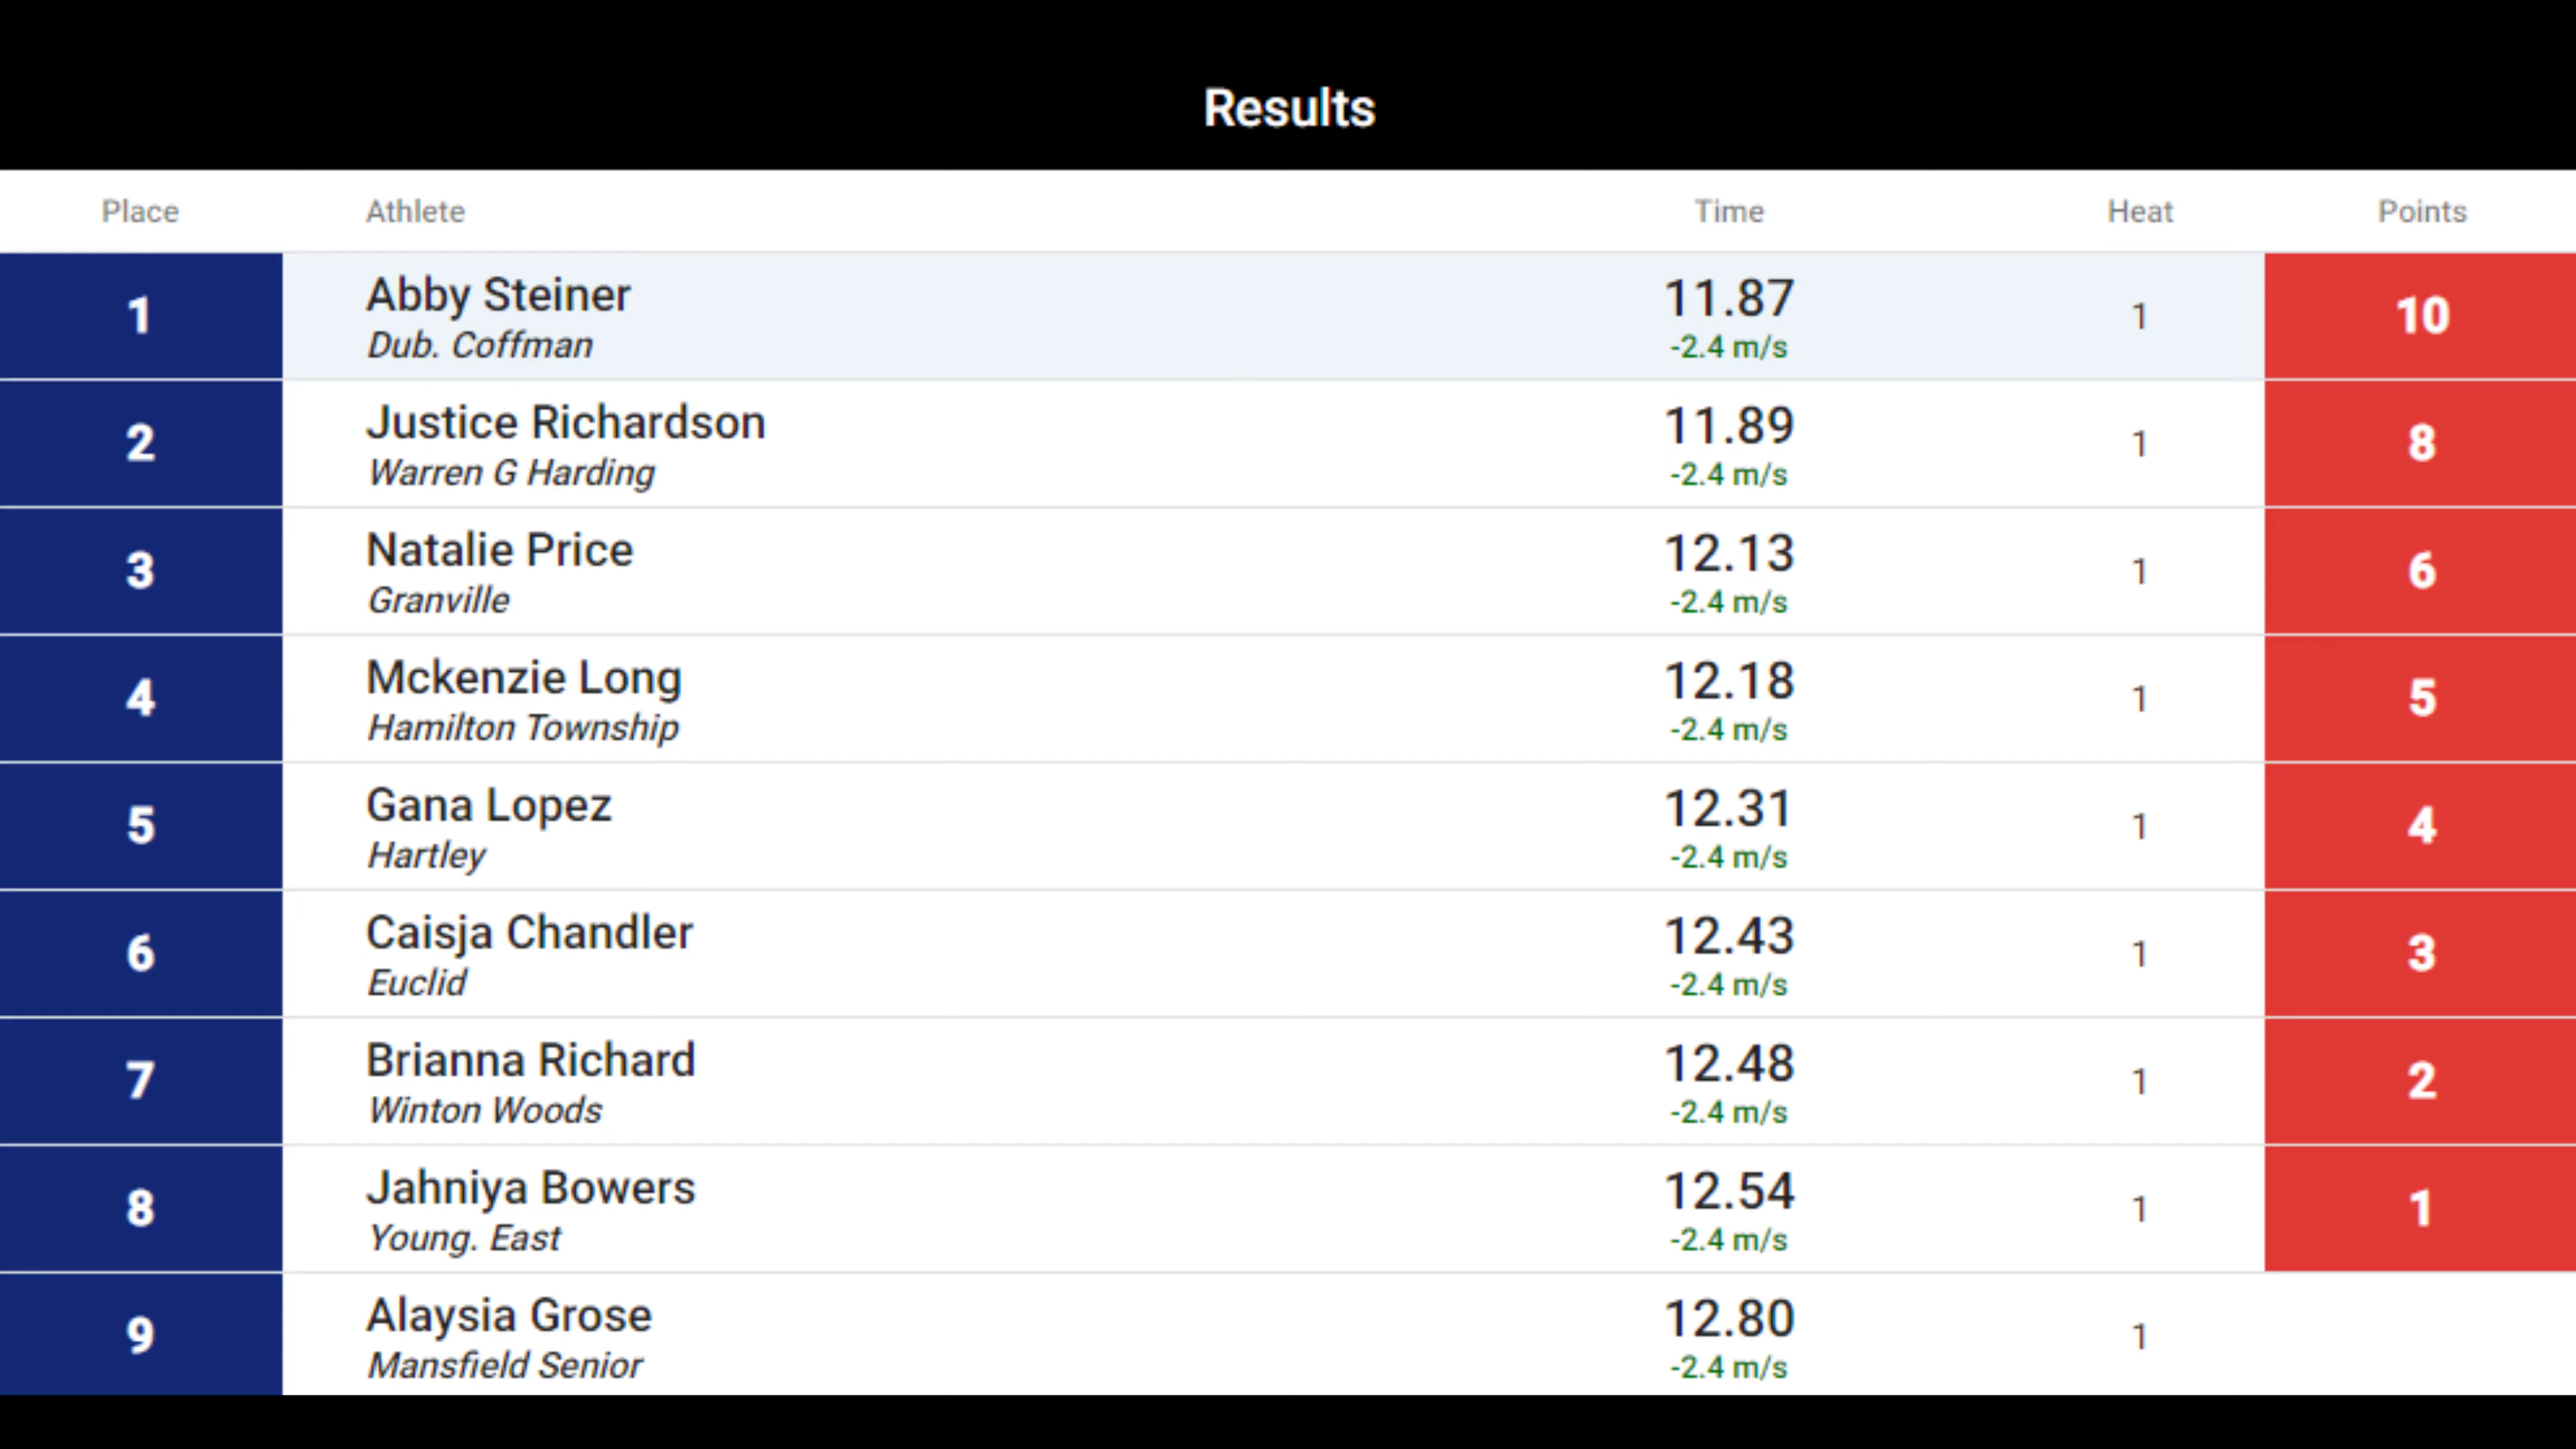 Results
Place Athlete Time Heat Points
1 Abby Steiner 11.87 1 10
Dub. Coffman -2.4 m/s
2 Justice Richardson 11.89 1 8
Warren G Harding -2.4 m/s
3 Natalie Price 12.13 1 6
Granville -2.4 m/s
4 Mckenzie Long 12.18 1 5
Hamilton Township -2.4 m/s
5 Gana Lopez 12.31 1 4
Hartley -2.4 m/s
6 Caisja Chandler 12.43 1 3
Euclid -2.4 m/s
7 Brianna Richard 12.48 1 2
Winton Woods -2.4 m/s
8 Jahniya Bowers 12.54 1 1
Young. East -2.4 m/s
9 Alaysia Grose 12.80 1
Mansfield Senior -2.4 m/s